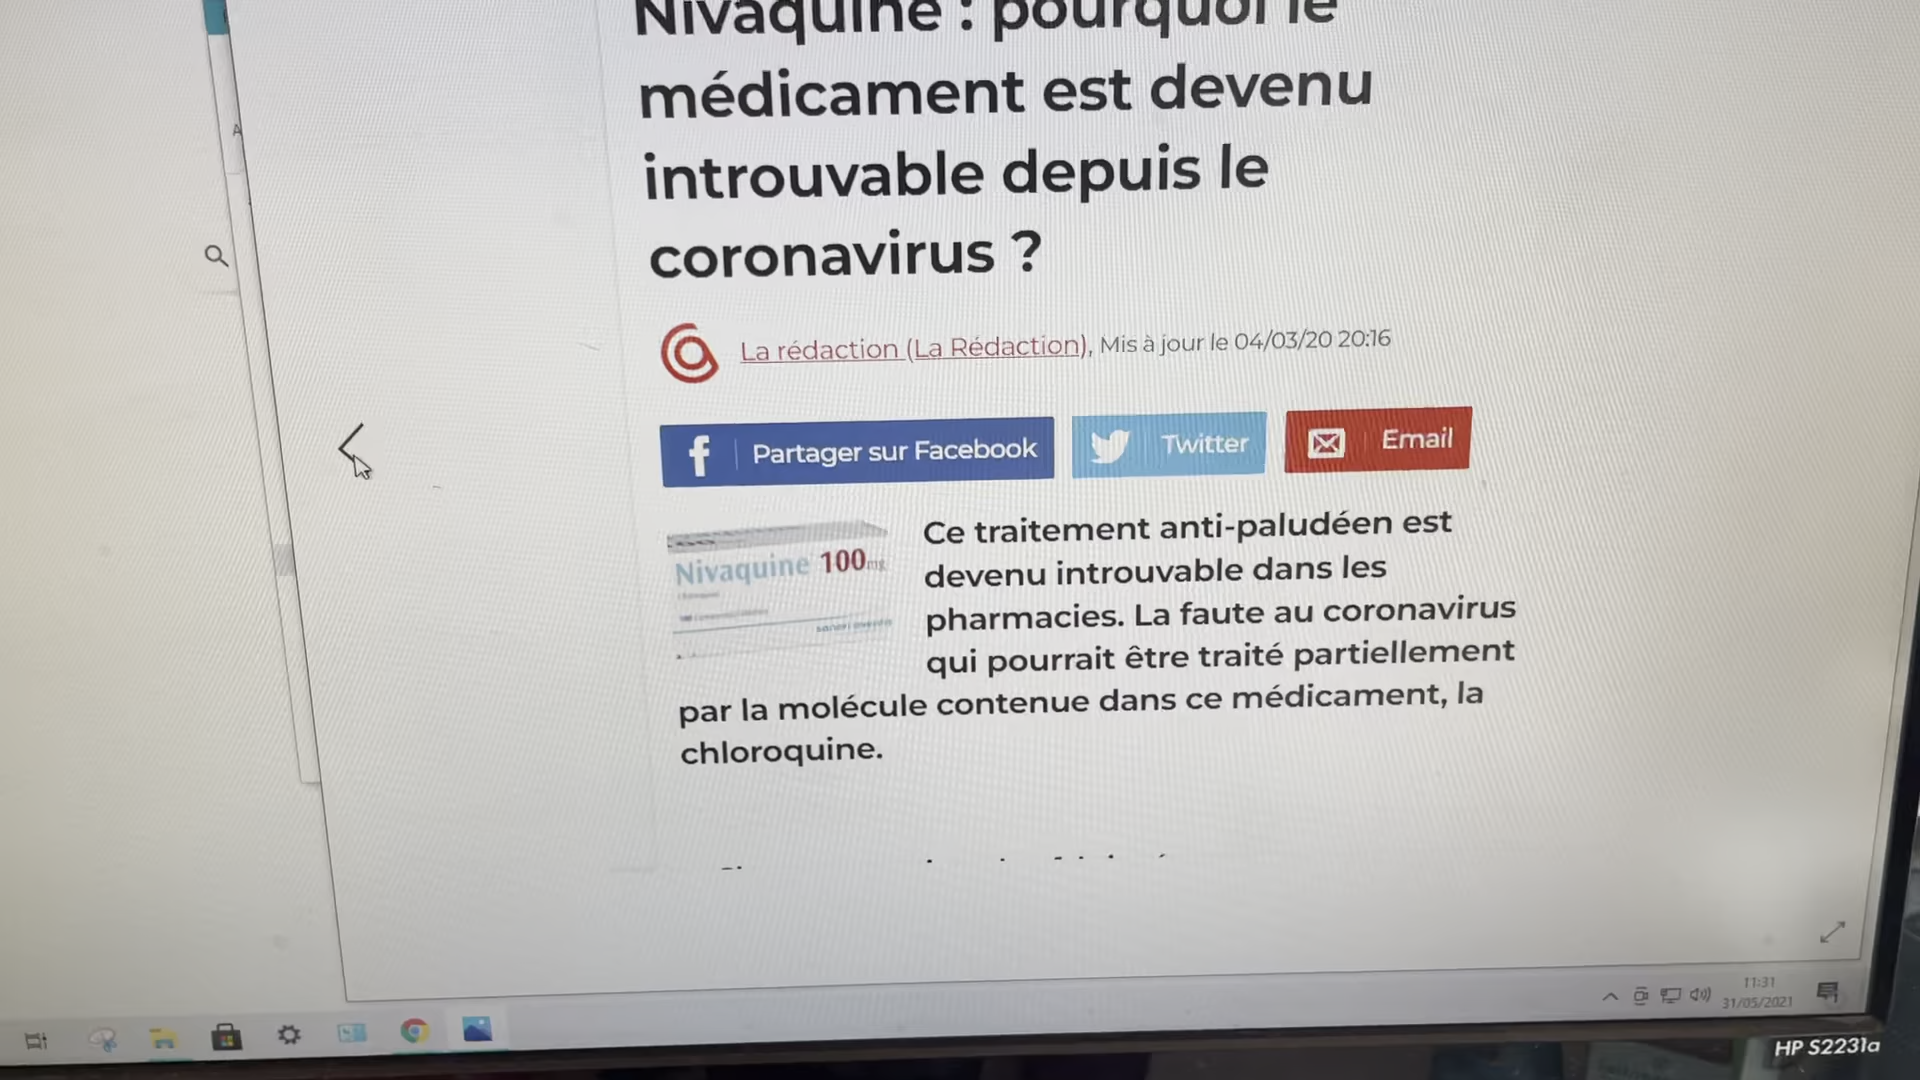 Nivaquine : pourquoi le
médicament est devenu
introuvable depuis le
coronavirus ?
La rédaction (La Rédaction), Mis à jour le 04/03/20 20:16
f Partager sur Facebook
Twitter
Email
Nivaquine 100mg
sanofi aventis
Ce traitement anti-paludéen est
devenu introuvable dans les
pharmacies. La faute au coronavirus
qui pourrait être traité partiellement
par la molécule contenue dans ce médicament, la
chloroquine.
11:31
31/05/2021
HP S2231a